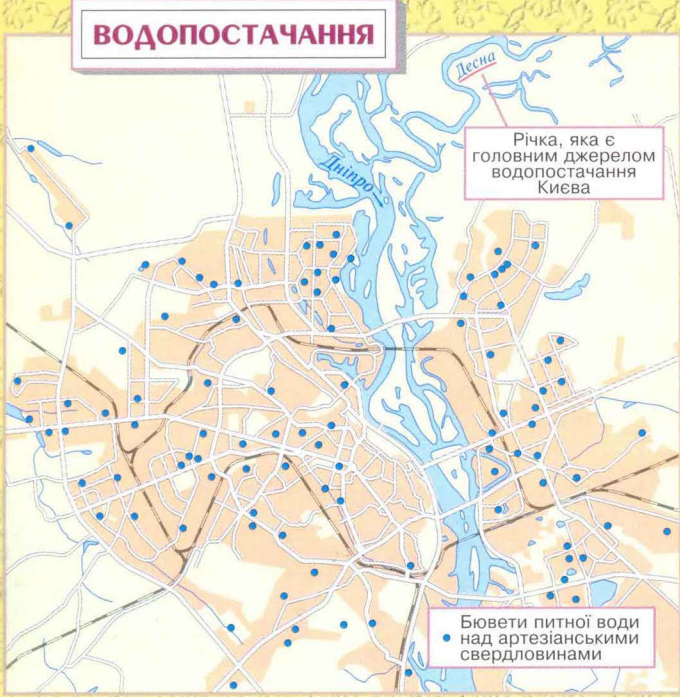 ВОДОПОСТАЧАННЯ
Десна
Річка, яка є
головним джерелом
водопостачання
Києва
Дніпро
Бювети питної води
над артезіанськими
свердловинами